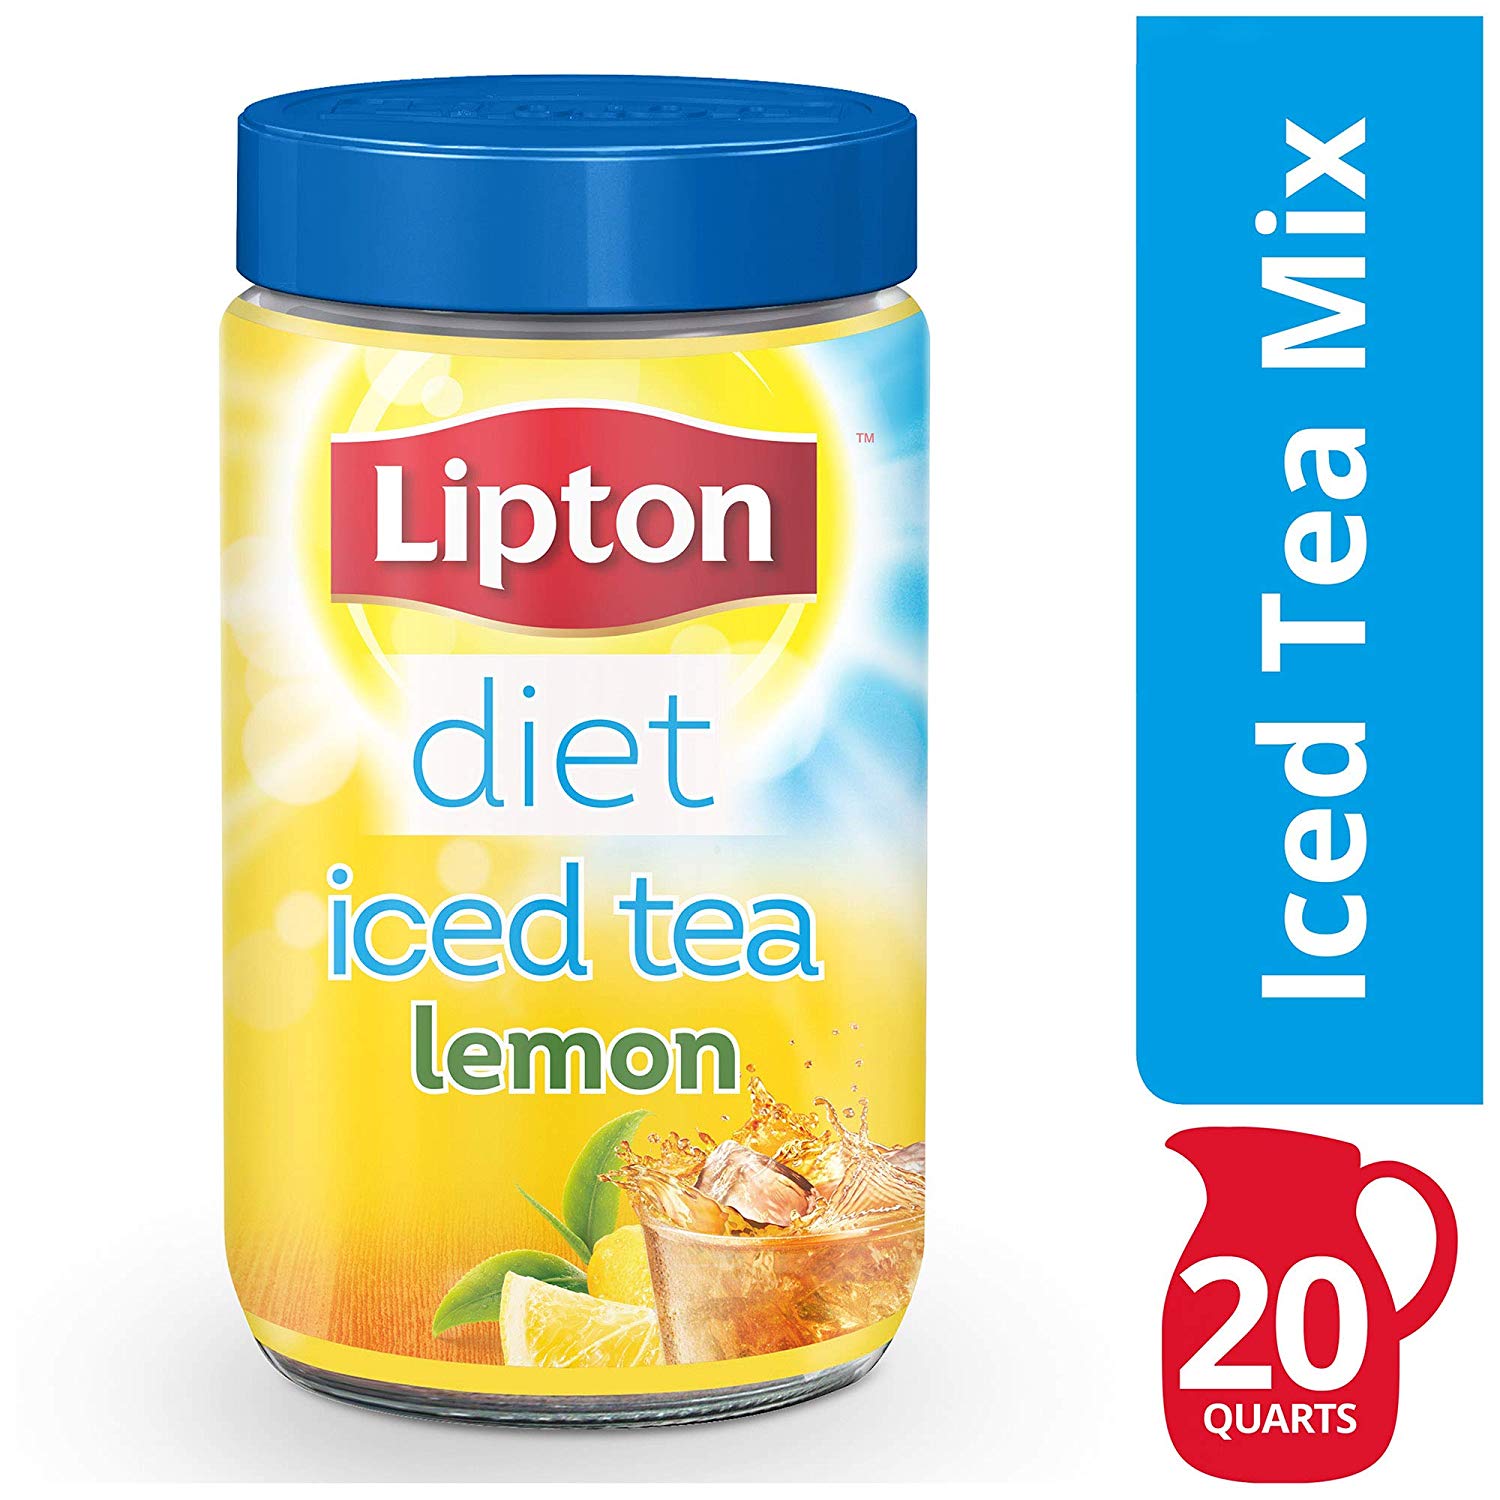 Lipton
™
diet
iced tea
lemon
Iced Tea Mix
20
QUARTS